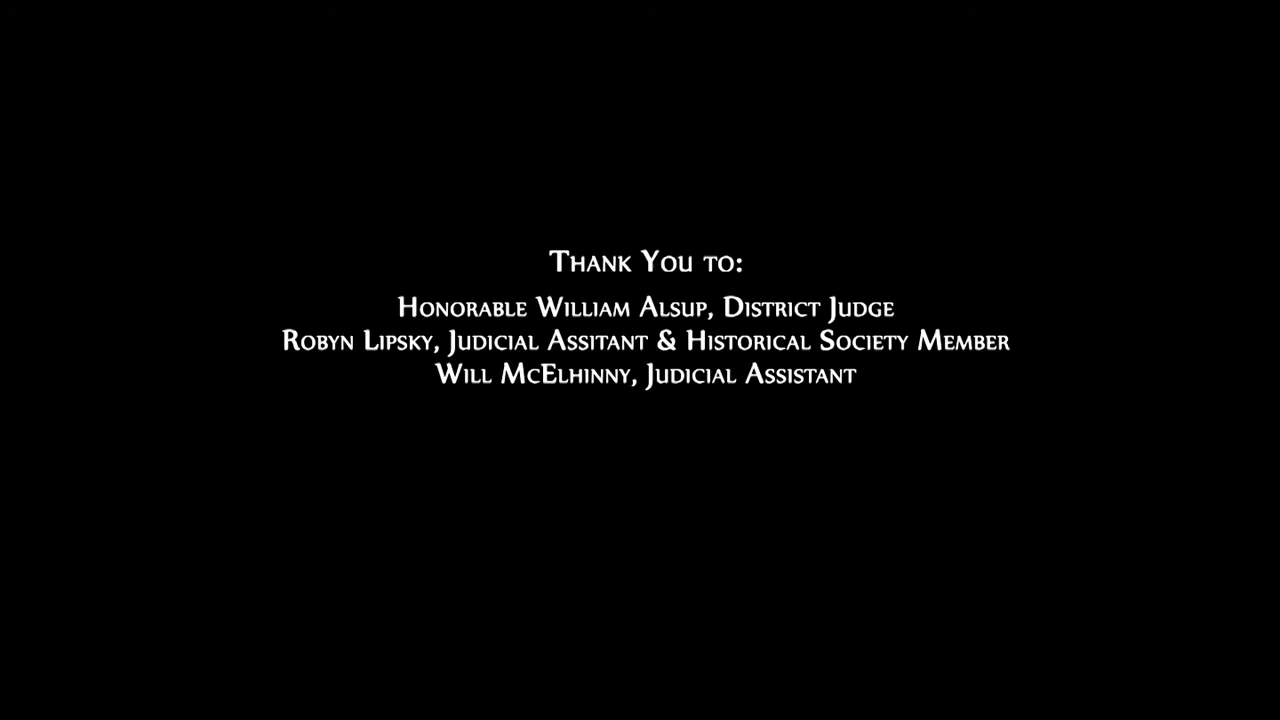 Thank You to:
Honorable William Alsup, District Judge
Robyn Lipsky, Judicial Assitant & Historical Society Member
Will McElhinny, Judicial Assistant